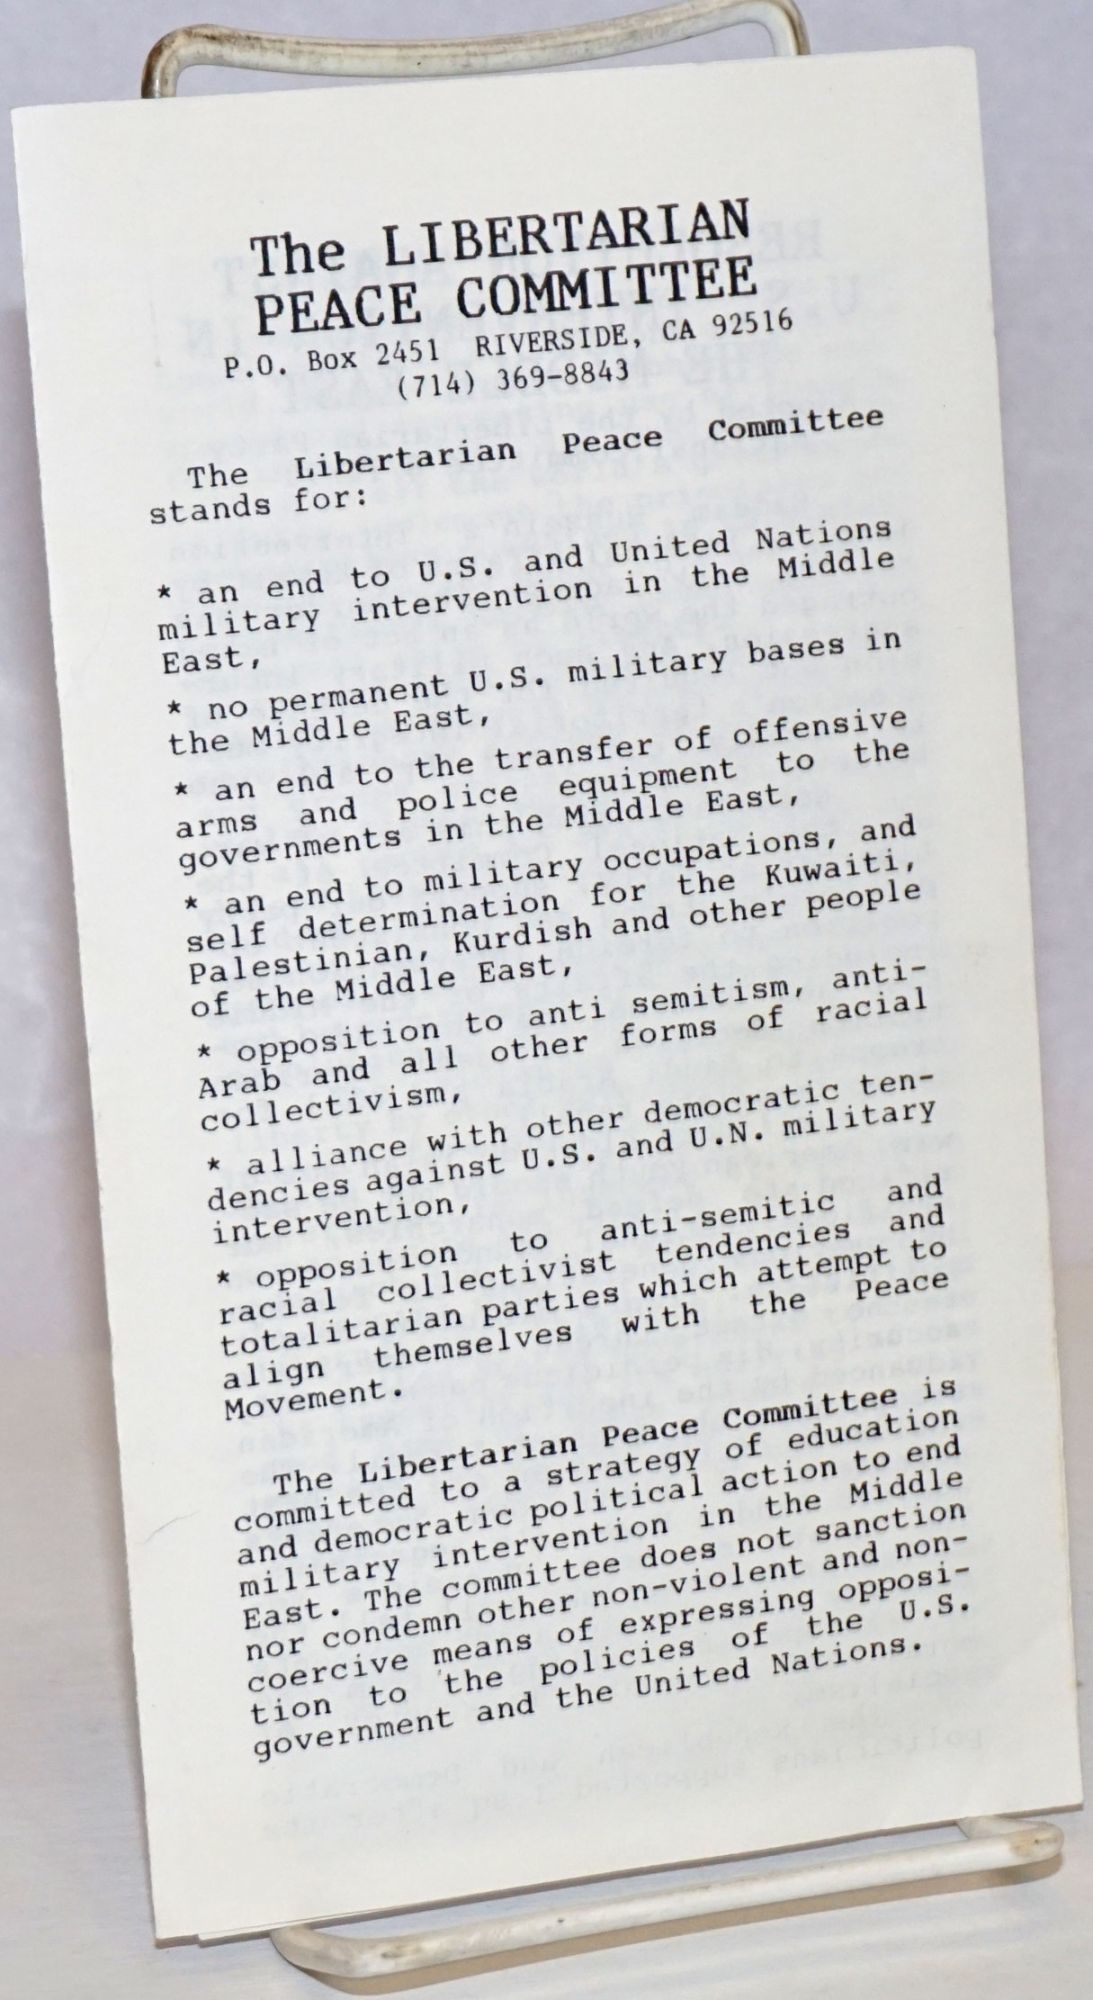 The LIBERTARIAN
PEACE COMMITTEE
P.O. Box 2451 RIVERSIDE, CA 92516
(714) 369-8843
The Libertarian Peace Committee
stands for:
* an end to U.S. and United Nations
military intervention in the Middle
East,
* no permanent U.S. military bases in
the Middle East,
* an end to the transfer of offensive
arms and police equipment to the
governments in the Middle East,
* an end to military occupations, and
self determination for the Kuwaiti,
Palestinian, Kurdish and other people
of the Middle East,
* opposition to anti semitism, anti-
Arab and all other forms of racial
collectivism,
* alliance with other democratic ten-
dencies against U.S. and U.N. military
intervention,
* opposition to anti-semitic and
racial collectivist tendencies and
totalitarian parties which attempt to
align themselves with the Peace
Movement.
The Libertarian Peace Committee is
committed to a strategy of education
and democratic political action to end
military intervention in the Middle
East. The committee does not sanction
nor condemn other non-violent and non-
coercive means of expressing opposi-
tion to the policies of the U.S.
government and the United Nations.